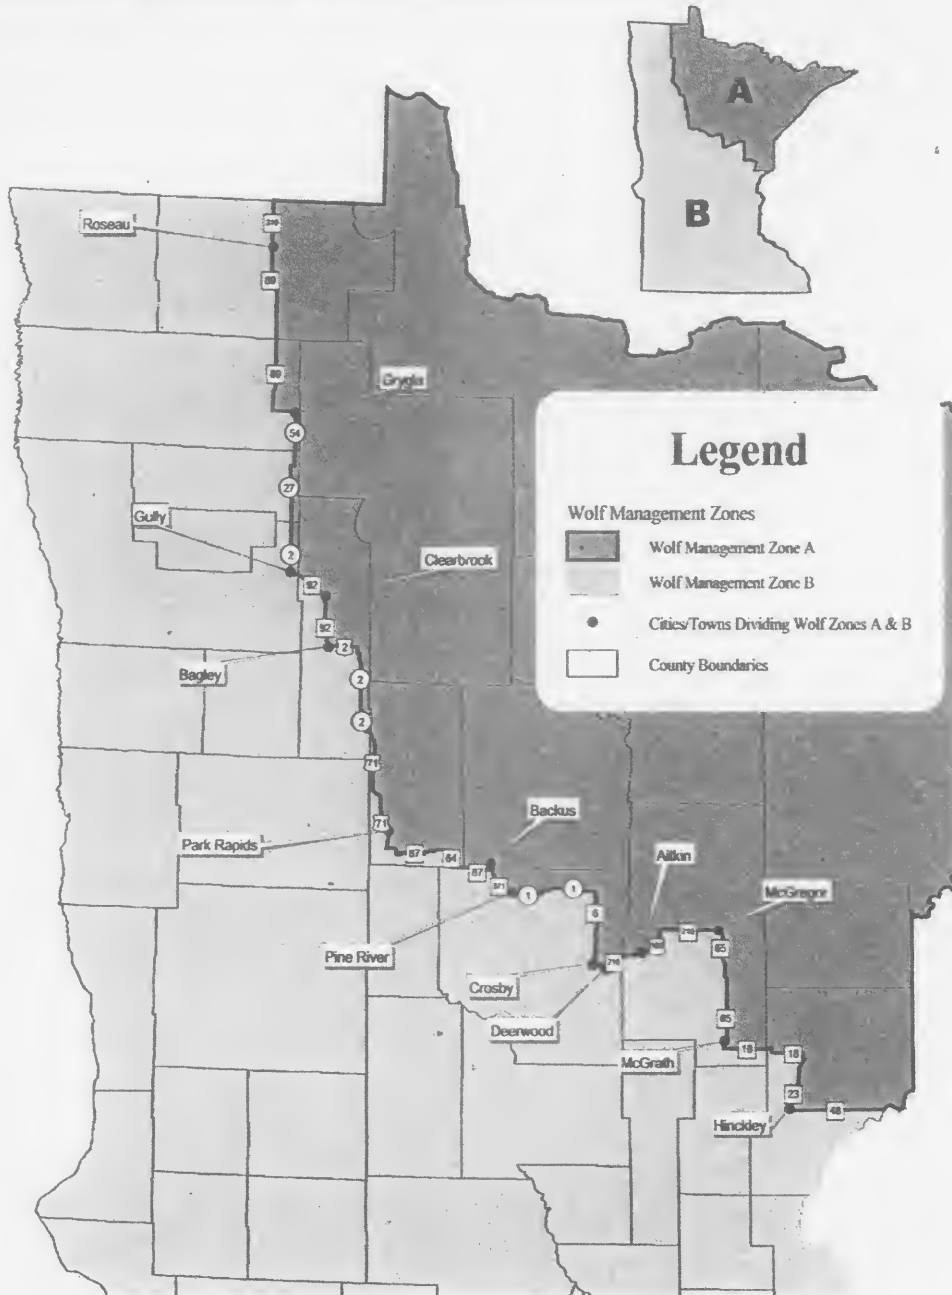 A
B
Roseau
310
89
89
Grygla
54
27
Gully
2
92
Clearbrook
92
2
Bagley
2
2
71
71
Park Rapids
87
64
87
Backus
371
Pine River
1
1
6
Aitkin
McGregor
210
65
Crosby
210
Deerwood
65
McGrath
18
18
23
Hinckley
48
Legend
Wolf Management Zones
Wolf Management Zone A
Wolf Management Zone B
Cities/Towns Dividing Wolf Zones A & B
County Boundaries